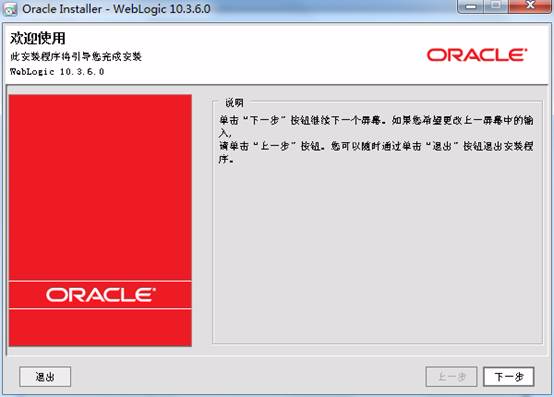 Oracle Installer - WebLogic 10.3.6.0
欢迎使用
此安装程序将引导您完成安装
WebLogic 10.3.6.0
ORACLE
说明
单击“下一步”按钮继续下一个屏幕。如果您希望更改上一屏幕中的输
入,
请单击“上一步”按钮。您可以随时通过单击“退出”按钮退出安装程
序。
ORACLE
退出
上一步
下一步